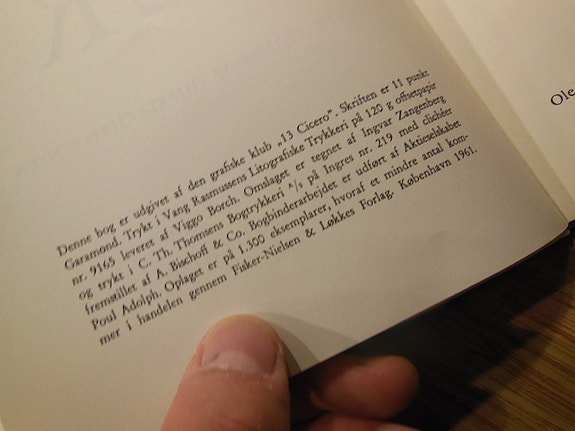 Denne bog er udgivet af den grafiske klub „13 Cicero“. Skriften er 11 punkt
Garamond. Trykt i Vang Rasmussens Litografiske Trykkeri på 120 g offsetpapir
nr. 9165 leveret af Viggo Borch. Omslaget er tegnet af Ingvar Zangenberg
og trykt i C. Th. Thomsens Bogtrykkeri A/S på Ingres nr. 219 med clichéer
fremstillet af A. Bischoff & Co. Bogbinderarbejdet er udført af Aktieselskabet
Poul Adolph. Oplaget er på 1.300 eksemplarer, hvoraf et mindre antal kom-
mer i handelen gennem Fisker-Nielsen & Løkkes Forlag. København 1961.
Ole